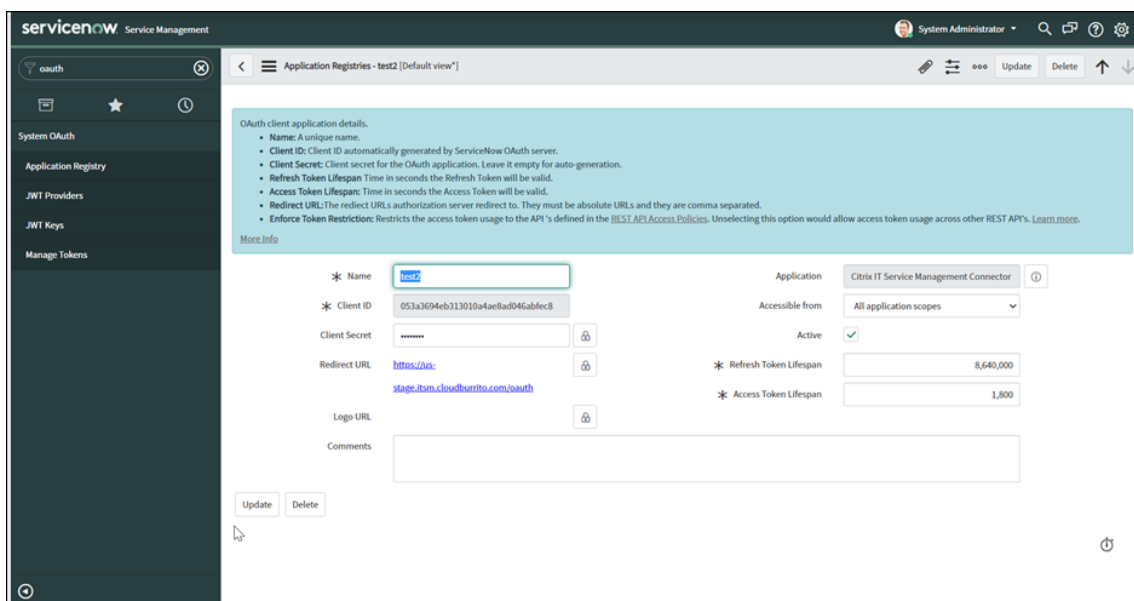 servicenow Service Management
System Administrator
oauth
Application Registries - test2 [Default view*]
Update
Delete
System OAuth
Application Registry
JWT Providers
JWT Keys
Manage Tokens
OAuth client application details.
• Name: A unique name.
• Client ID: Client ID automatically generated by ServiceNow OAuth server.
• Client Secret: Client secret for the OAuth application. Leave it empty for auto-generation.
• Refresh Token Lifespan Time in seconds the Refresh Token will be valid.
• Access Token Lifespan: Time in seconds the Access Token will be valid.
• Redirect URL:The rediect URLs authorization server redirect to. They must be absolute URLs and they are comma separated.
• Enforce Token Restriction: Restricts the access token usage to the API 's defined in the REST API Access Policies. Unselecting this option would allow access token usage across other REST API's. Learn more.
More Info
Name
test2
Application
Citrix IT Service Management Connector
Client ID
053a3694eb313010a4ae8ad046abfec8
Accessible from
All application scopes
Client Secret
Active
Redirect URL
https://us-
stage.itsm.cloudburrito.com/oauth
Refresh Token Lifespan
8,640,000
Access Token Lifespan
1,800
Logo URL
Comments
Update
Delete